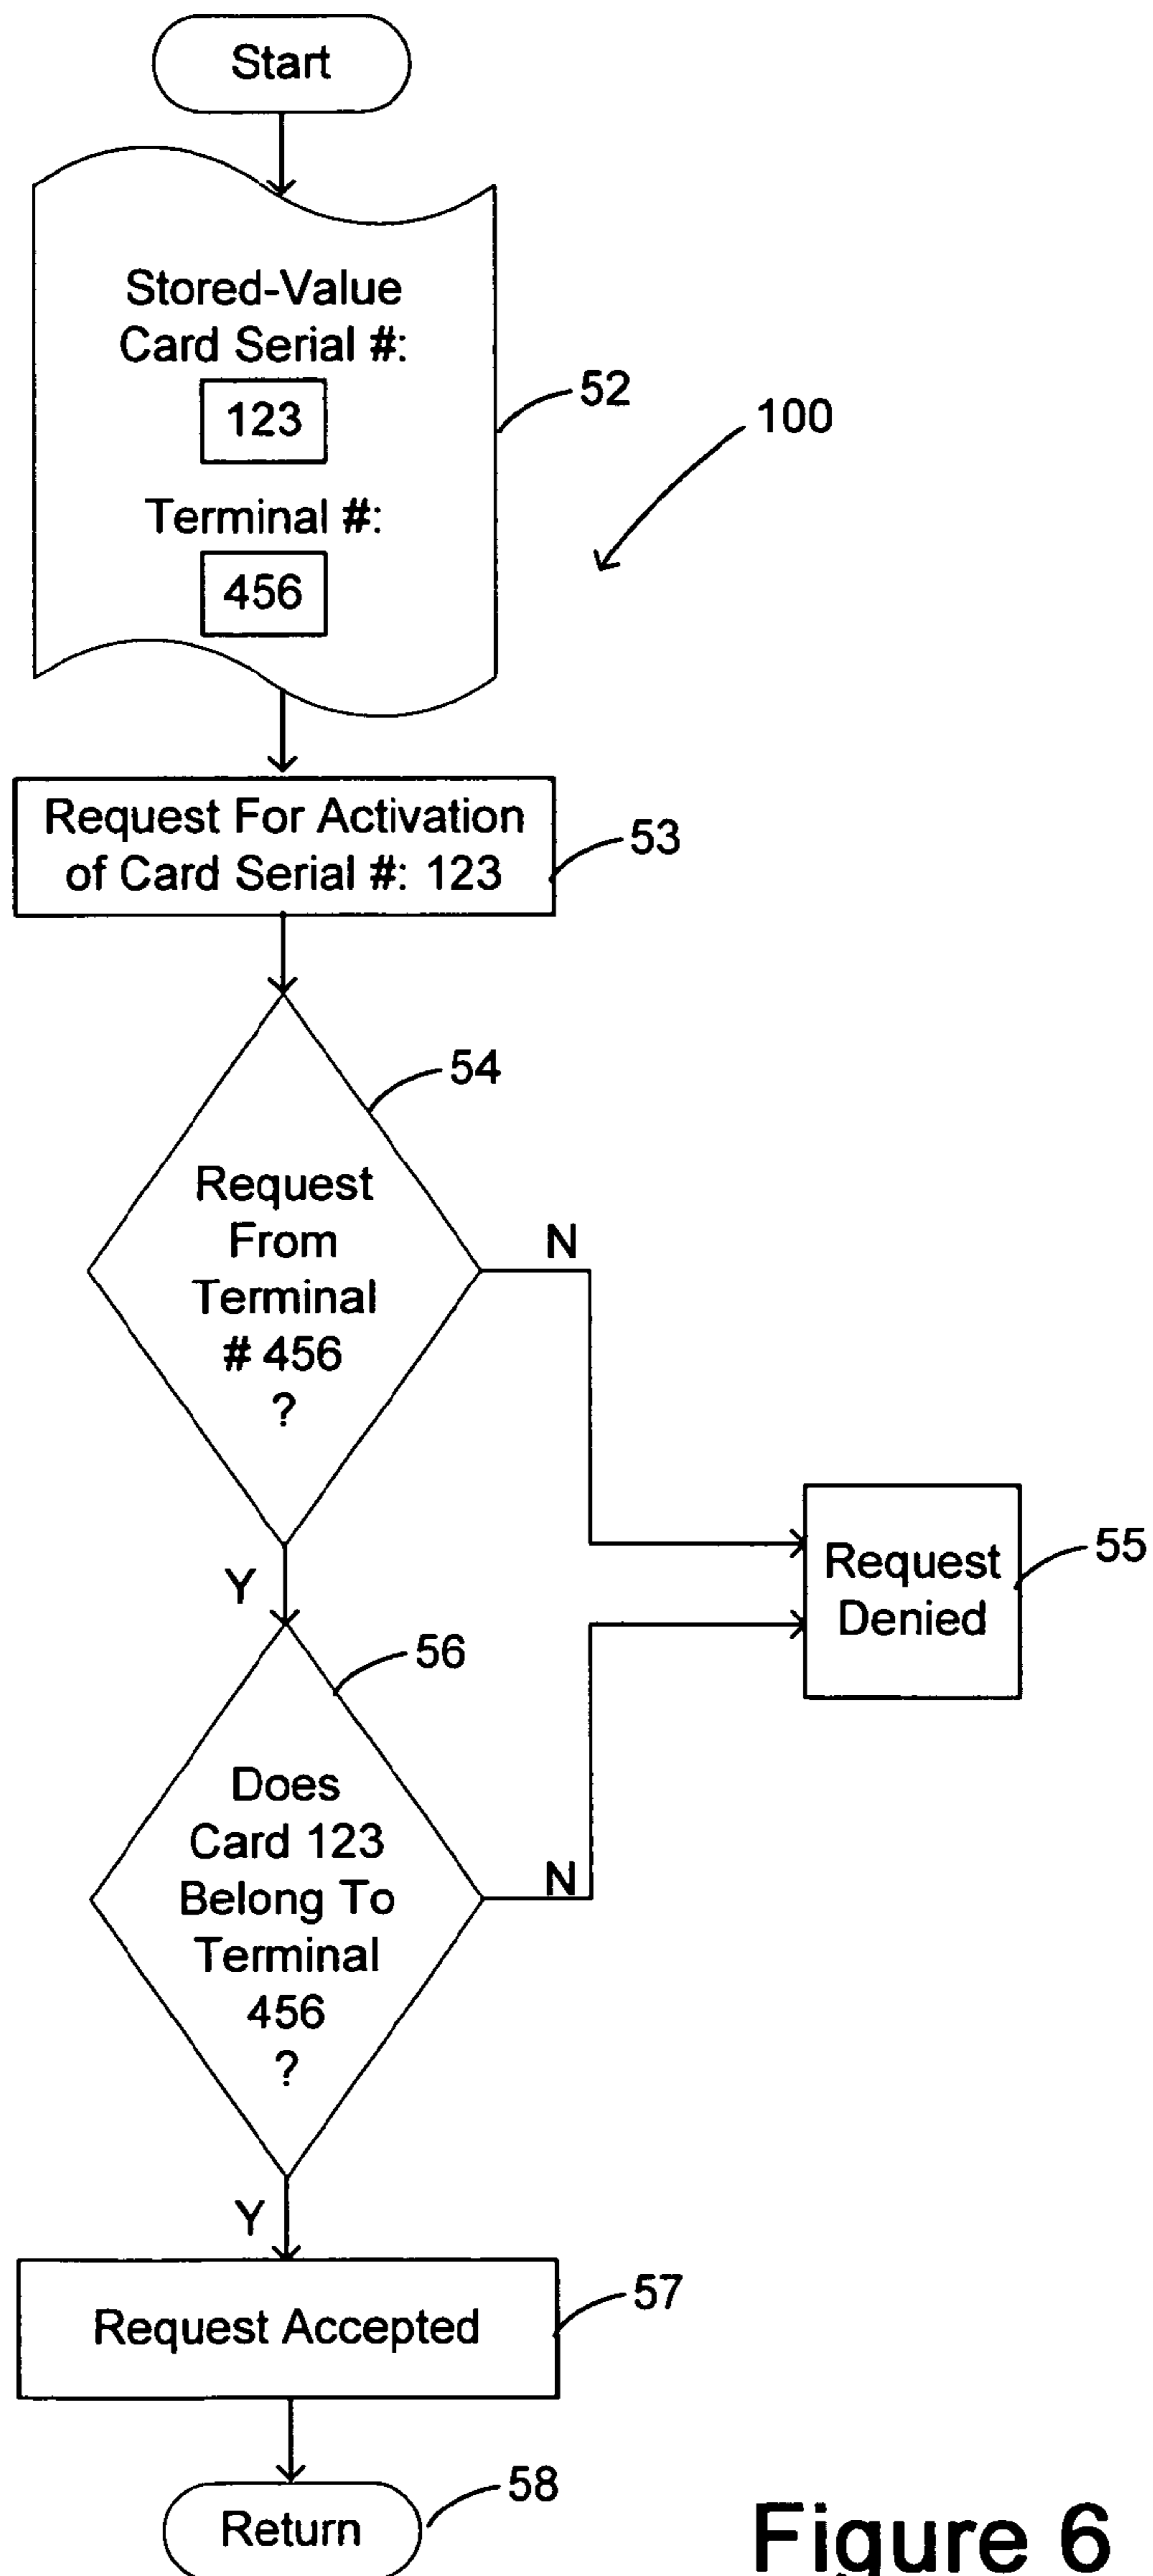 Start
Stored-Value
Card Serial #:
123
52
100
Terminal #:
456
Request For Activation
of Card Serial #: 123
53
54
Request
From
Terminal
# 456
?
N
Y
Request
Denied
55
56
Does
Card 123
Belong To
Terminal
456
?
N
Y
Request Accepted
57
Return
58
Figure 6